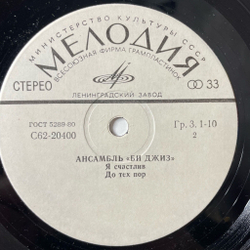 МИНИСТЕРСТВО КУЛЬТУРЫ СССР
МЕЛОДИЯ
ВСЕСОЮЗНАЯ ФИРМА ГРАМПЛАСТИНОК
СТЕРЕО
33
ЛЕНИНГРАДСКИЙ ЗАВОД
ГОСТ 5289-80
С62-20400
Гр. 3. 1-10
2
АНСАМБЛЬ «БИ ДЖИЗ»
Я счастлив
До тех пор